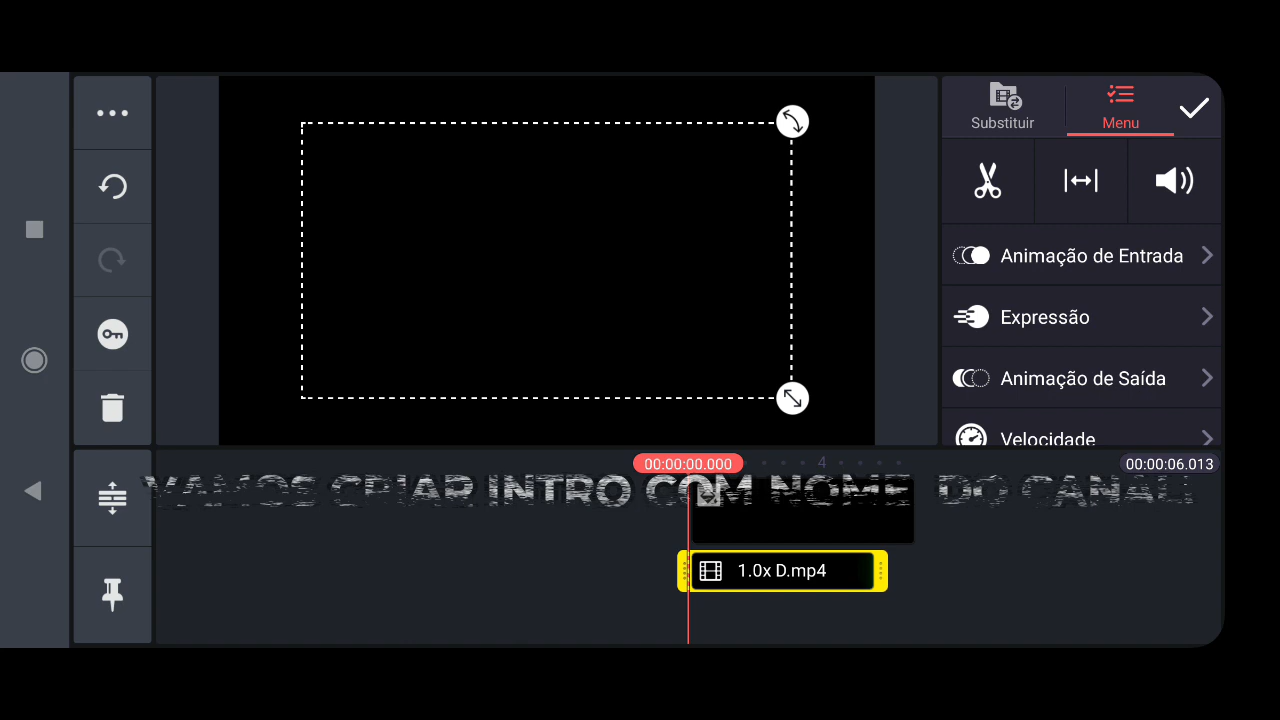 Substituir
Menu
Animação de Entrada
Expressão
Animação de Saída
Velocidade
00:00:00.000
4
00:00:06.013
VAMOS CRIAR INTRO COM NOME DO CANAL!
1.0x D.mp4